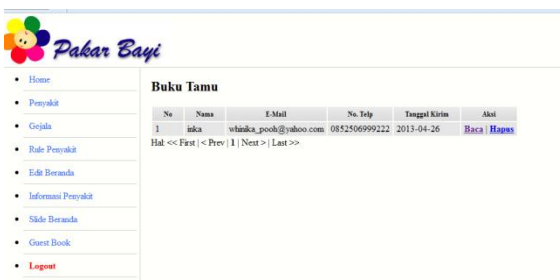 Pakar Bayi
Home
Penyakit
Gejala
Rule Penyakit
Edit Beranda
Informasi Penyakit
Slide Beranda
Guest Book
Logout
Buku Tamu
No Nama E-Mail No. Telp Tanggal Kirim Aksi
1 inka whinika_pooh@yahoo.com 0852506999222 2013-04-26 Baca | Hapus
Hal: << First | < Prev | 1 | Next > | Last >>